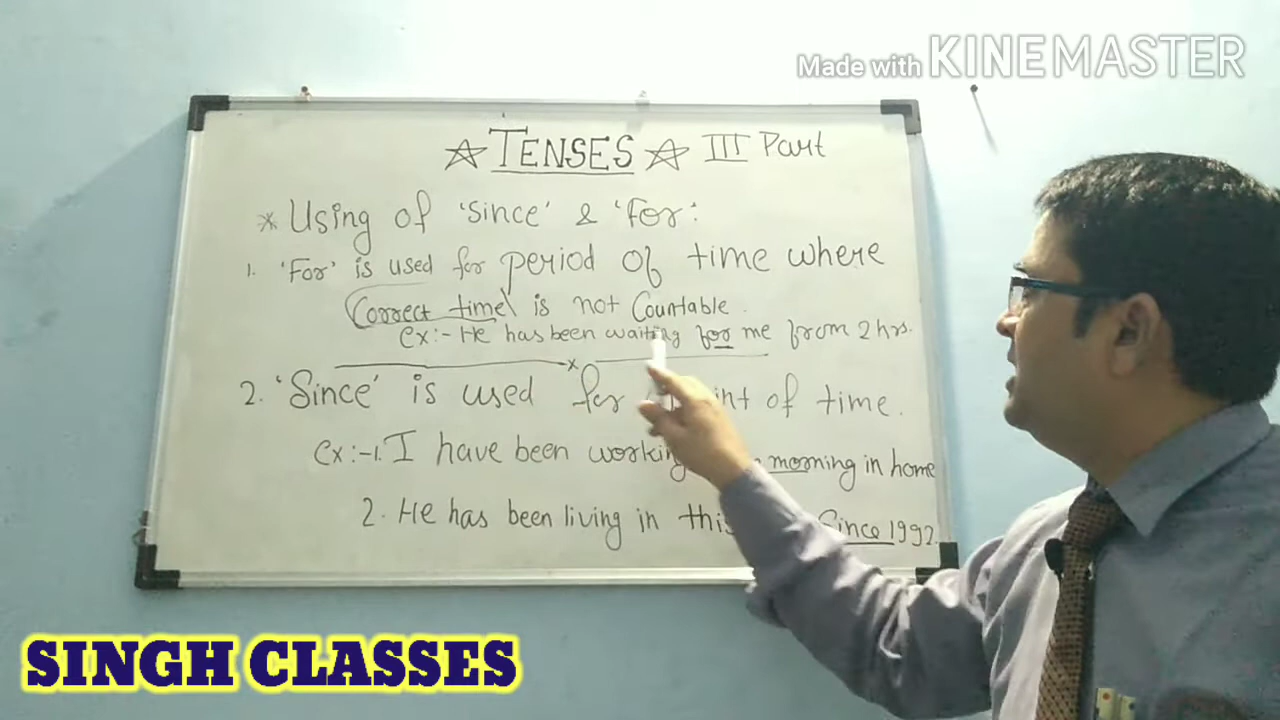 Made with KINEMASTER
☆ TENSES ☆ III Part
* Using of 'Since' & 'For':
1. 'For' is used for period of time where
Correct time is not Countable.
Ex:- He has been waiting for me from 2 hrs.
x
2. 'Since' is used for of time.
Ex:-1. I have been working morning in home
2. He has been living in this Since 1992.
SINGH CLASSES